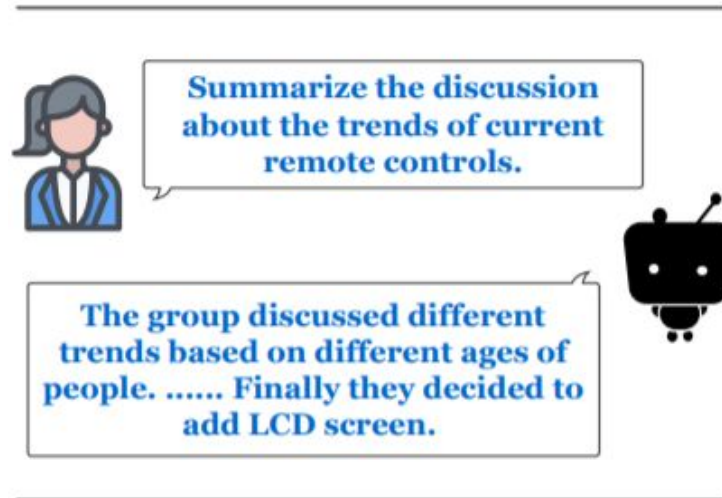 Summarize the discussion
about the trends of current
remote controls.
The group discussed different
trends based on different ages of
people. ...... Finally they decided to
add LCD screen.